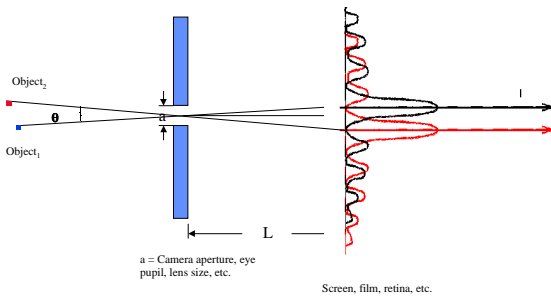 Object2
θ
a
Object1
L
I
a = Camera aperture, eye
pupil, lens size, etc.
Screen, film, retina, etc.